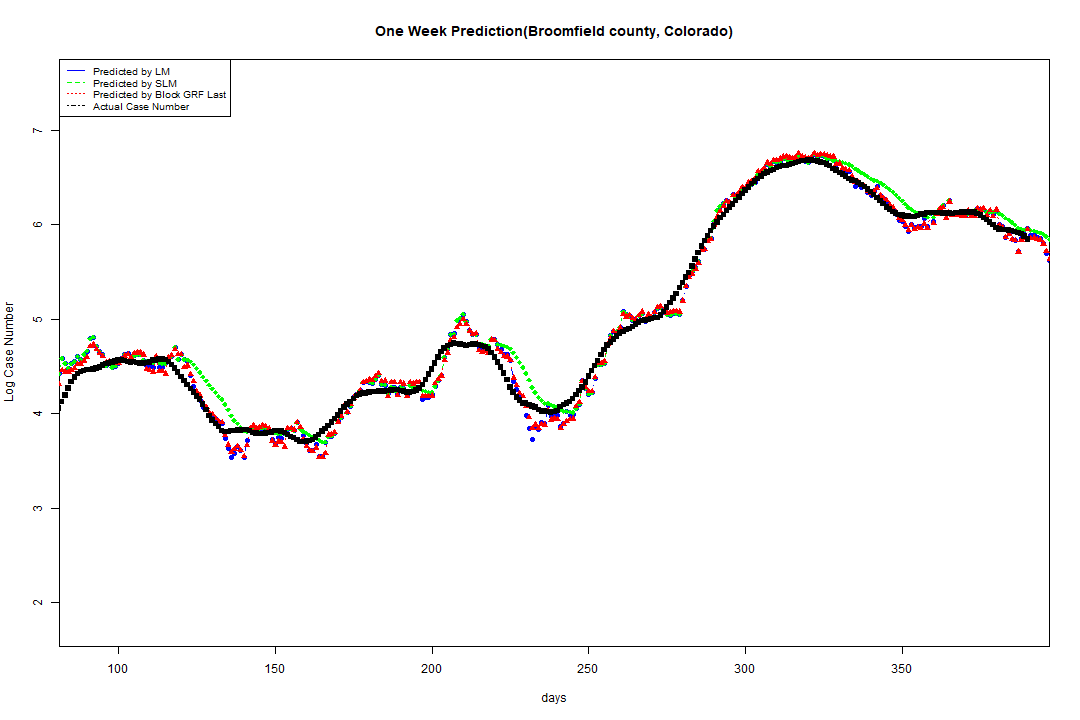 One Week Prediction(Broomfield county, Colorado)
Predicted by LM
Predicted by SLM
Predicted by Block GRF Last
Actual Case Number
7
6
5
4
3
2
Log Case Number
100 150 200 250 300 350
days